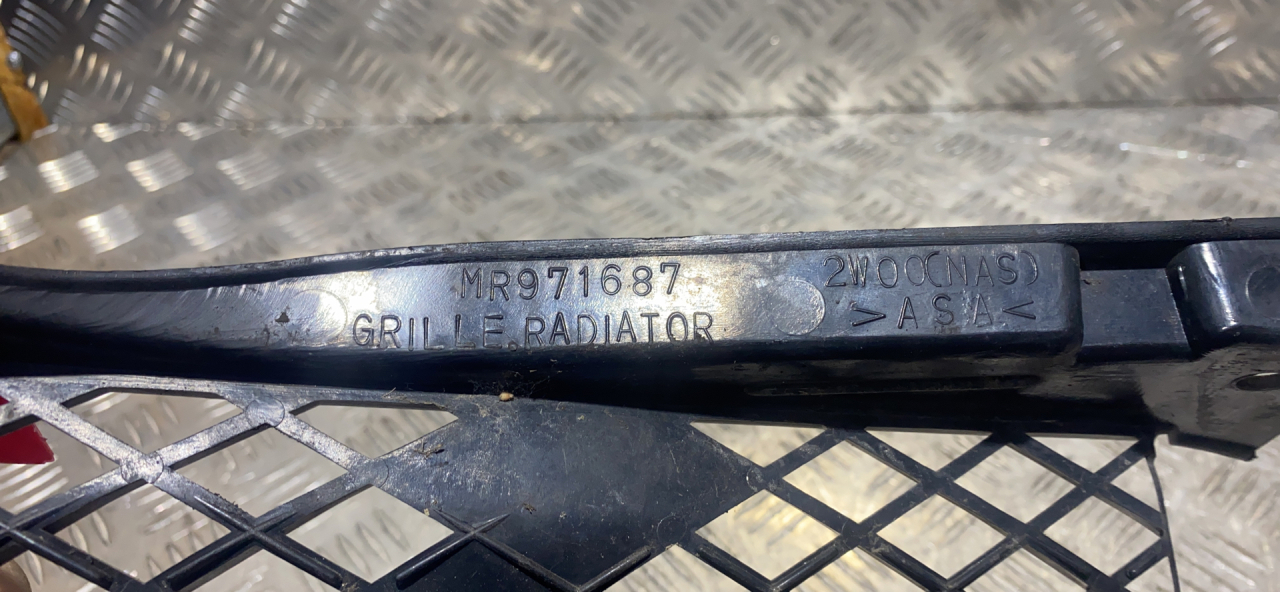 MR971687
GRILLE,RADIATOR
2W00(NAS)
>ASA<